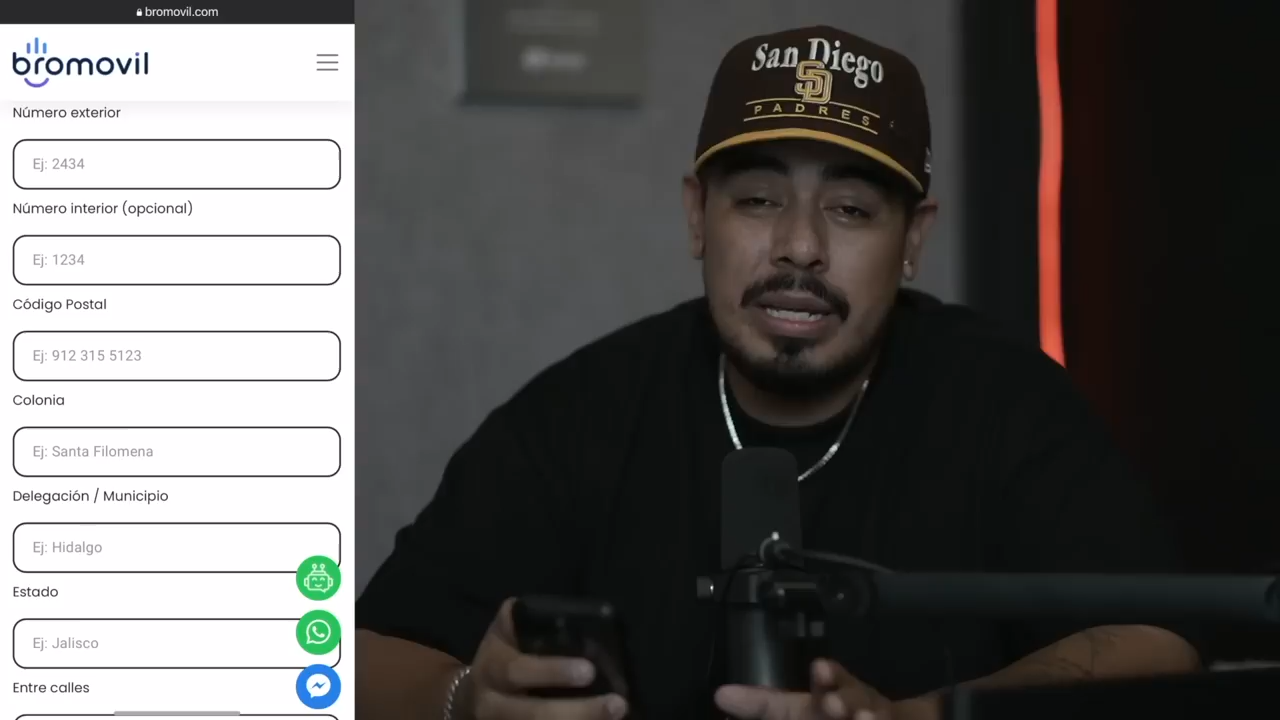 bromovil.com
bromovil
Número exterior
Ej: 2434
Número interior (opcional)
Ej: 1234
Código Postal
Ej: 912 315 5123
Colonia
Ej: Santa Filomena
Delegación / Municipio
Ej: Hidalgo
Estado
Ej: Jalisco
Entre calles
San Diego
SD
PADRES